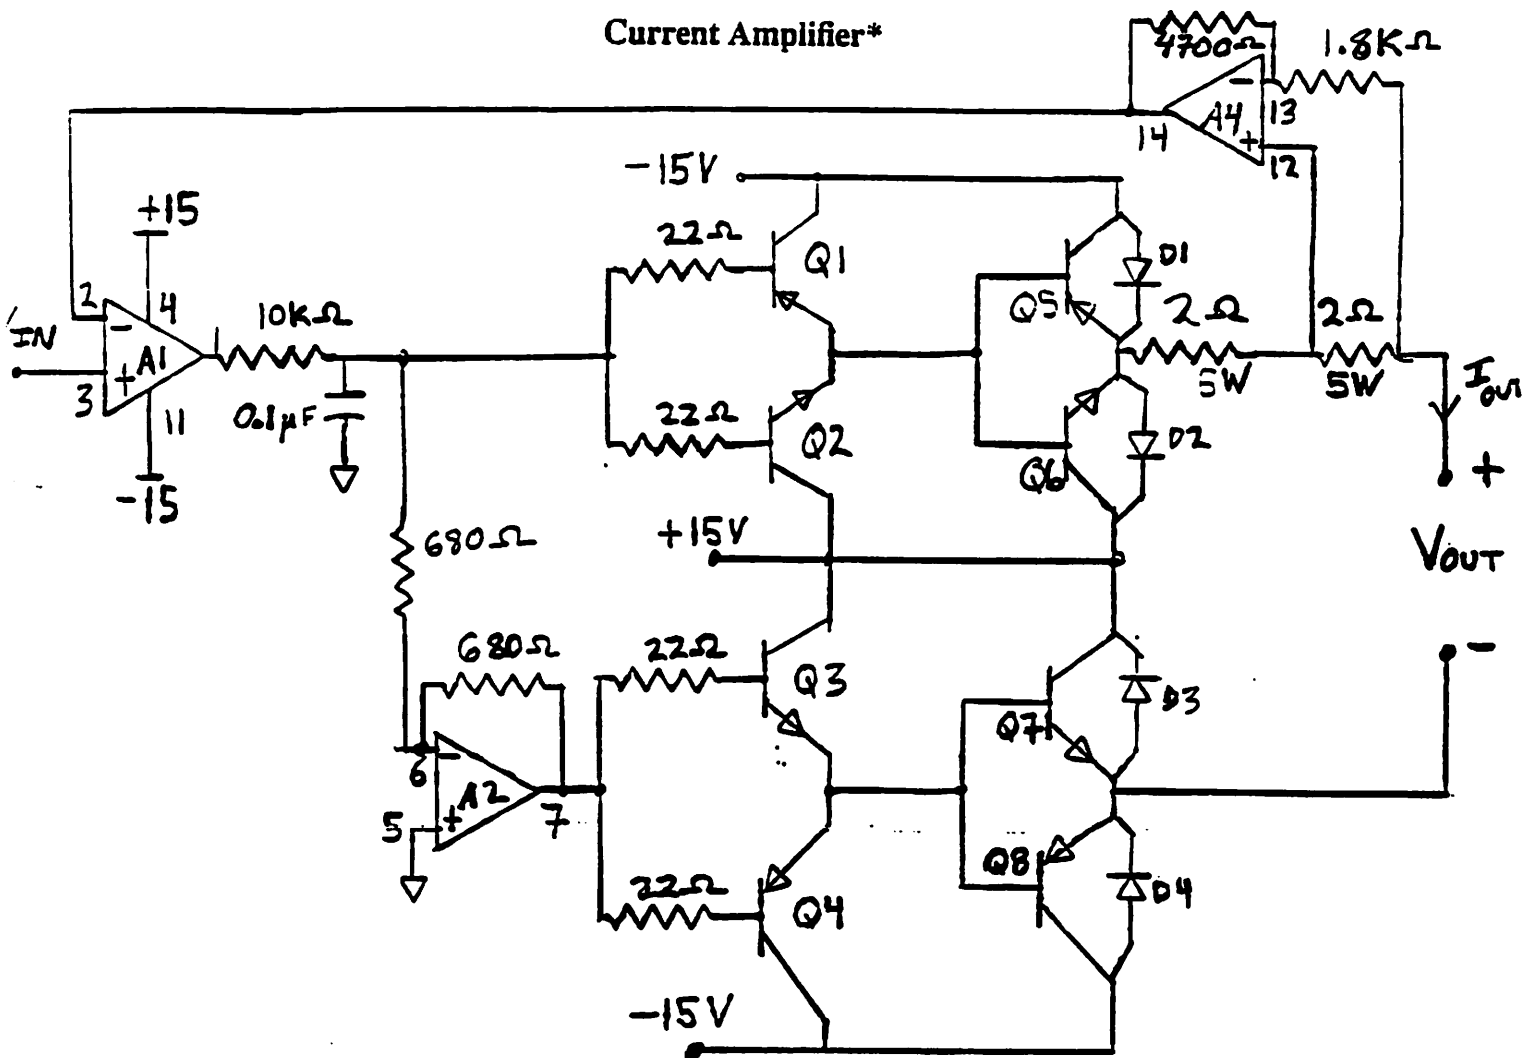 Current Amplifier*
4700Ω
1.8KΩ
-
A4
13
14
+
12
-15V
+15
22Ω
Q1
D1
2
4
-
IN
A1
10KΩ
Q5
2Ω
2Ω
+
3
11
0.1µF
5W
5W
IOUT
22Ω
Q2
D2
Q6
+
-15
+15V
680Ω
VOUT
680Ω
22Ω
-
Q3
D3
Q7
6
-
A2
5
+
7
Q8
22Ω
Q4
D4
-15V